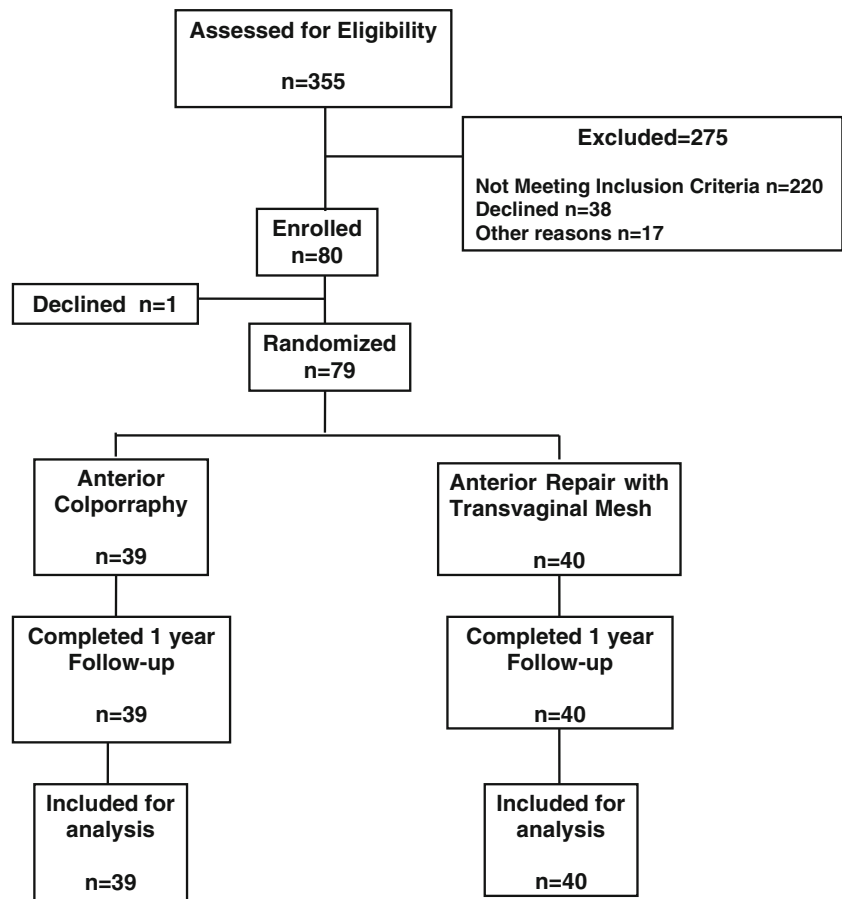 Assessed for Eligibility
n=355
Excluded=275
Not Meeting Inclusion Criteria n=220
Declined n=38
Other reasons n=17
Enrolled
n=80
Declined n=1
Randomized
n=79
Anterior
Colporraphy
n=39
Anterior Repair with
Transvaginal Mesh
n=40
Completed 1 year
Follow-up
n=39
Completed 1 year
Follow-up
n=40
Included for
analysis
n=39
Included for
analysis
n=40